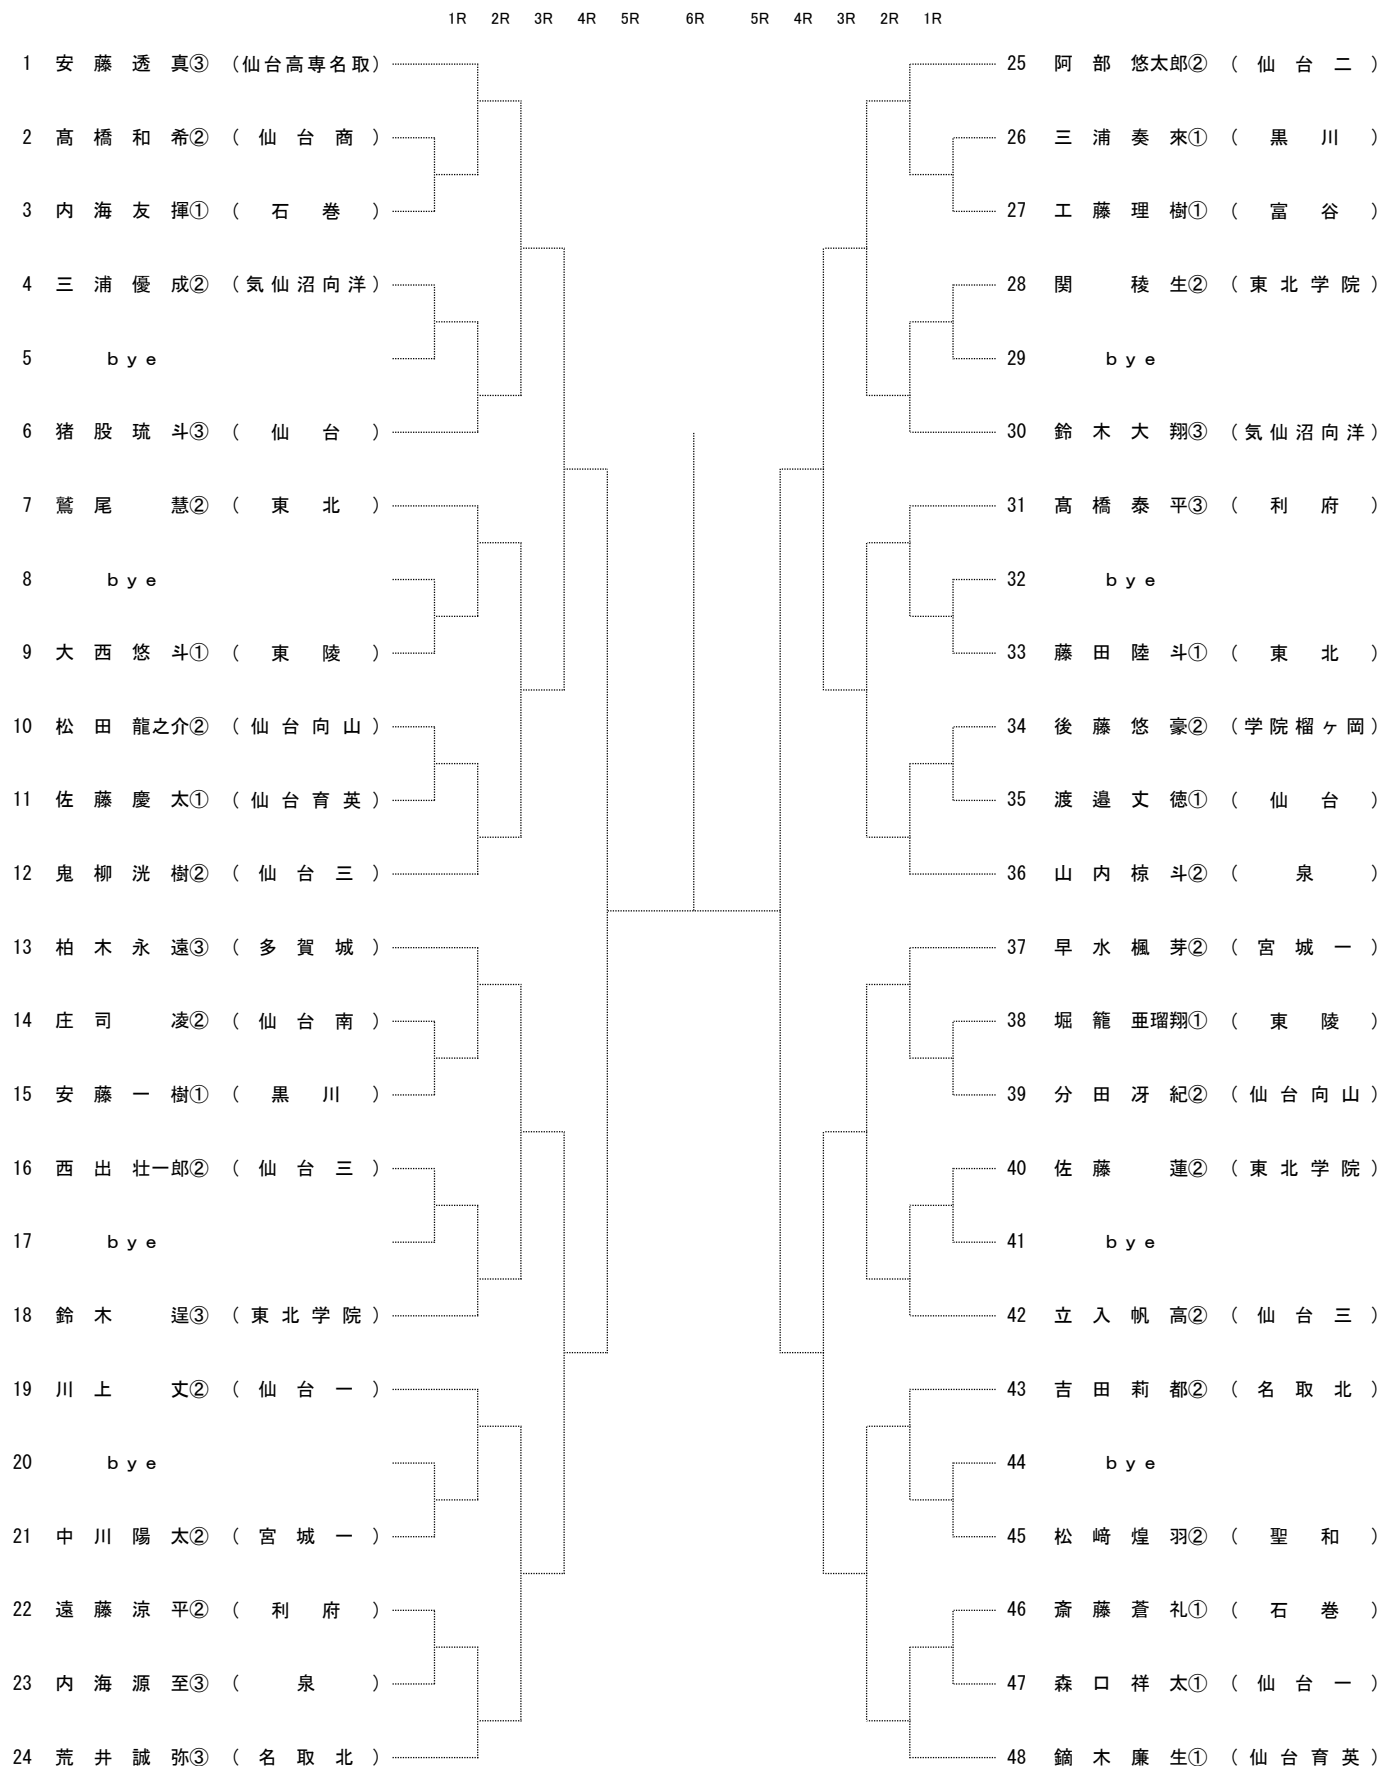 1R 2R 3R 4R 5R 6R 5R 4R 3R 2R 1R
1 安藤透真③ (仙台高専名取)
2 髙橋和希② (仙台商)
3 内海友揮① (石巻)
4 三浦優成② (気仙沼向洋)
5 bye
6 猪股琉斗③ (仙台)
7 鷲尾慧② (東北)
8 bye
9 大西悠斗① (東陵)
10 松田龍之介② (仙台向山)
11 佐藤慶太① (仙台育英)
12 鬼柳洸樹② (仙台三)
13 柏木永遠③ (多賀城)
14 庄司凌② (仙台南)
15 安藤一樹① (黒川)
16 西出壮一郎② (仙台三)
17 bye
18 鈴木逞③ (東北学院)
19 川上丈② (仙台一)
20 bye
21 中川陽太② (宮城一)
22 遠藤涼平② (利府)
23 内海源至③ (泉)
24 荒井誠弥③ (名取北)
25 阿部悠太郎② (仙台二)
26 三浦奏來① (黒川)
27 工藤理樹① (富谷)
28 関稜生② (東北学院)
29 bye
30 鈴木大翔③ (気仙沼向洋)
31 髙橋泰平③ (利府)
32 bye
33 藤田陸斗① (東北)
34 後藤悠豪② (学院榴ヶ岡)
35 渡邉丈徳① (仙台)
36 山内椋斗② (泉)
37 早水楓芽② (宮城一)
38 堀籠亜瑠翔① (東陵)
39 分田冴紀② (仙台向山)
40 佐藤蓮② (東北学院)
41 bye
42 立入帆高② (仙台三)
43 吉田莉都② (名取北)
44 bye
45 松﨑煌羽② (聖和)
46 斎藤蒼礼① (石巻)
47 森口祥太① (仙台一)
48 鏑木廉生① (仙台育英)